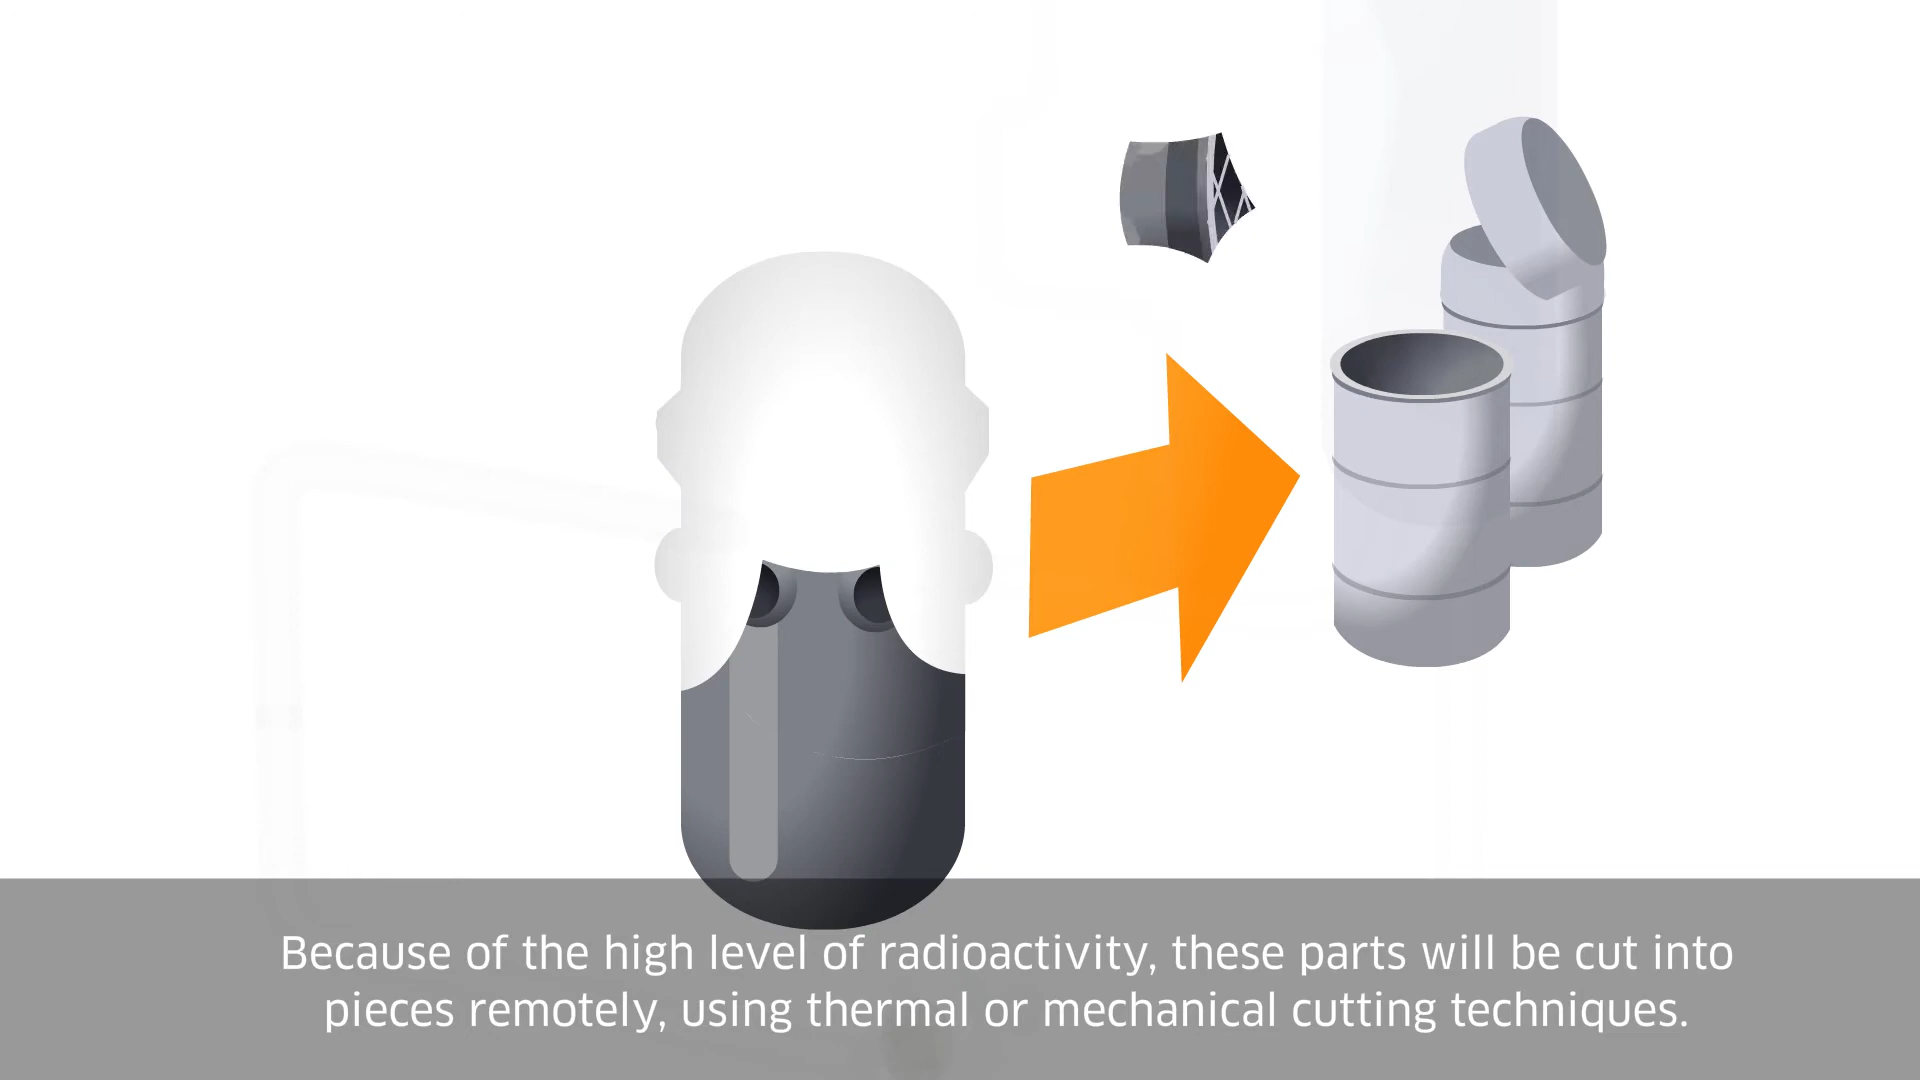 Because of the high level of radioactivity, these parts will be cut into
pieces remotely, using thermal or mechanical cutting techniques.